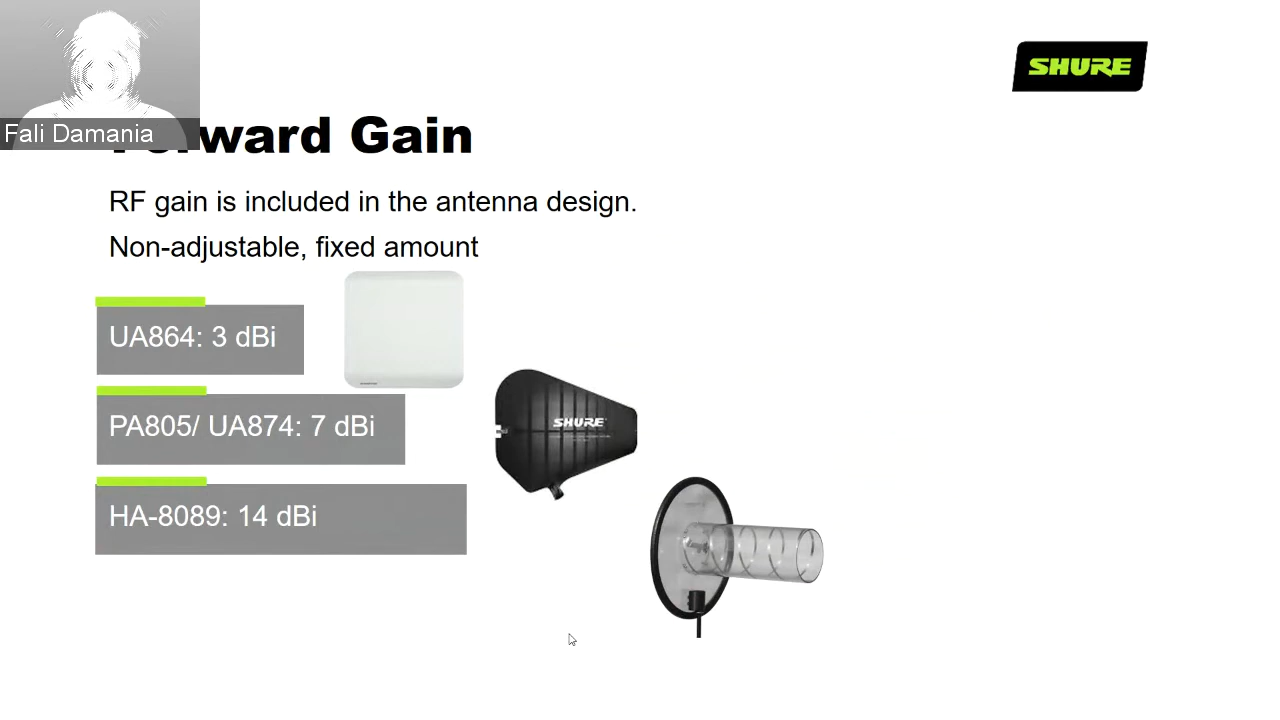 SHURE
Fali Damania
Forward Gain
RF gain is included in the antenna design.
Non-adjustable, fixed amount
UA864: 3 dBi
PA805/ UA874: 7 dBi
SHURE
HA-8089: 14 dBi